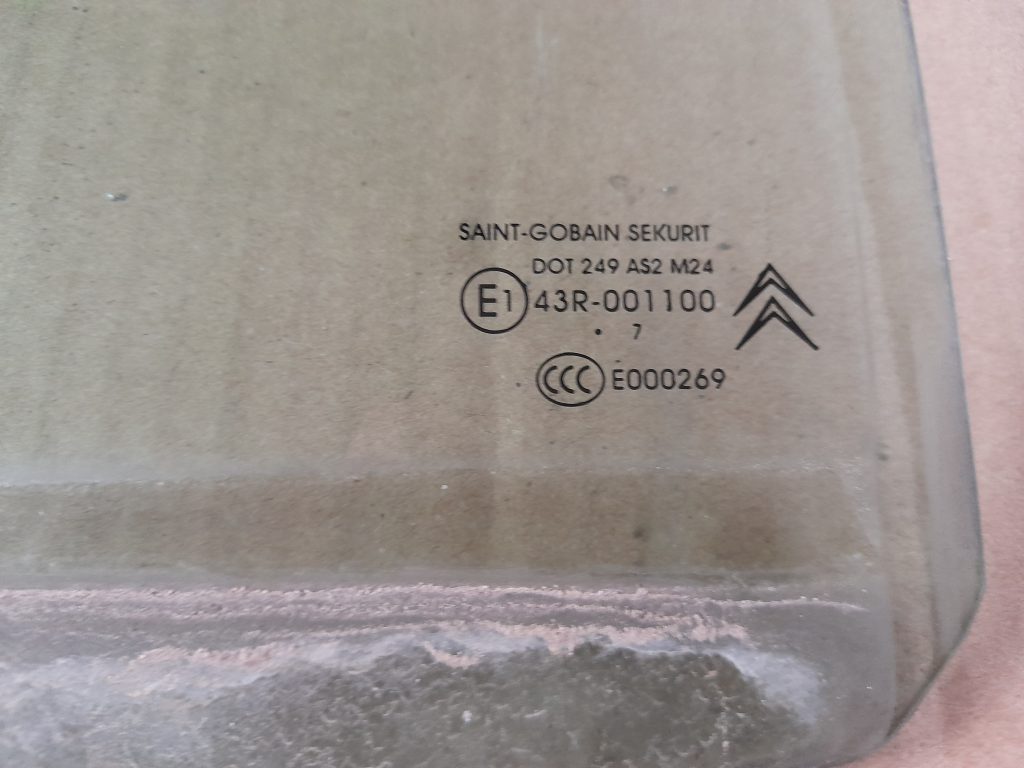 SAINT-GOBAIN SEKURIT
DOT 249 AS2 M24
E1 43R-001100
• 7
CCC E000269